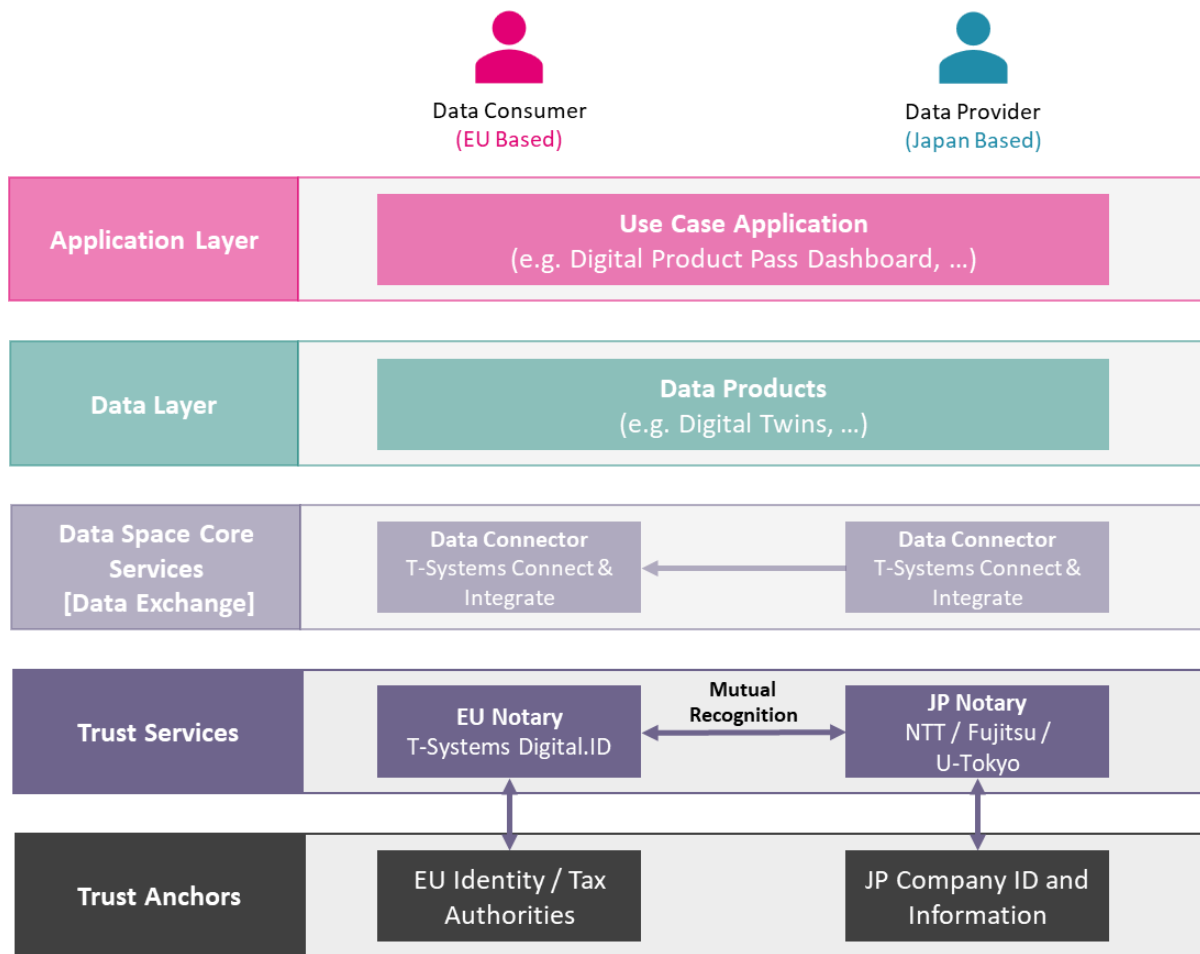 Data Consumer
(EU Based)
Data Provider
(Japan Based)
Application Layer
Use Case Application
(e.g. Digital Product Pass Dashboard, ...)
Data Layer
Data Products
(e.g. Digital Twins, ...)
Data Space Core
Services
[Data Exchange]
Data Connector
T-Systems Connect &
Integrate
Data Connector
T-Systems Connect &
Integrate
Trust Services
EU Notary
T-Systems Digital.ID
Mutual
Recognition
JP Notary
NTT / Fujitsu /
U-Tokyo
Trust Anchors
EU Identity / Tax
Authorities
JP Company ID and
Information